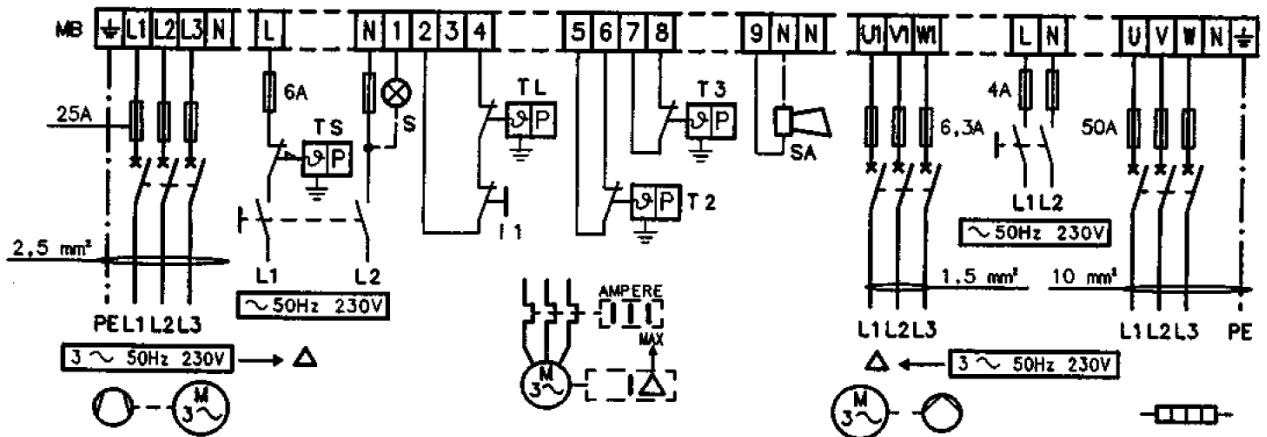 MB ⏚ L1 L2 L3 N L N 1 2 3 4 5 6 7 8 9 N N U1 V1 W1 L N U V W N ⏚
25A
6A
TS
ϑ P
S
TL
ϑ P
I1
T3
ϑ P
T2
ϑ P
SA
6,3A
4A
50A
L1 L2
~ 50Hz 230V
2,5 mm²
L1 L2
~ 50Hz 230V
1,5 mm²
10 mm²
PE L1 L2 L3
3 ~ 50Hz 230V
Δ
M
3~
AMPERE
MAX
M
3~
Δ
L1 L2 L3
Δ
3 ~ 50Hz 230V
M
3~
L1 L2 L3 PE